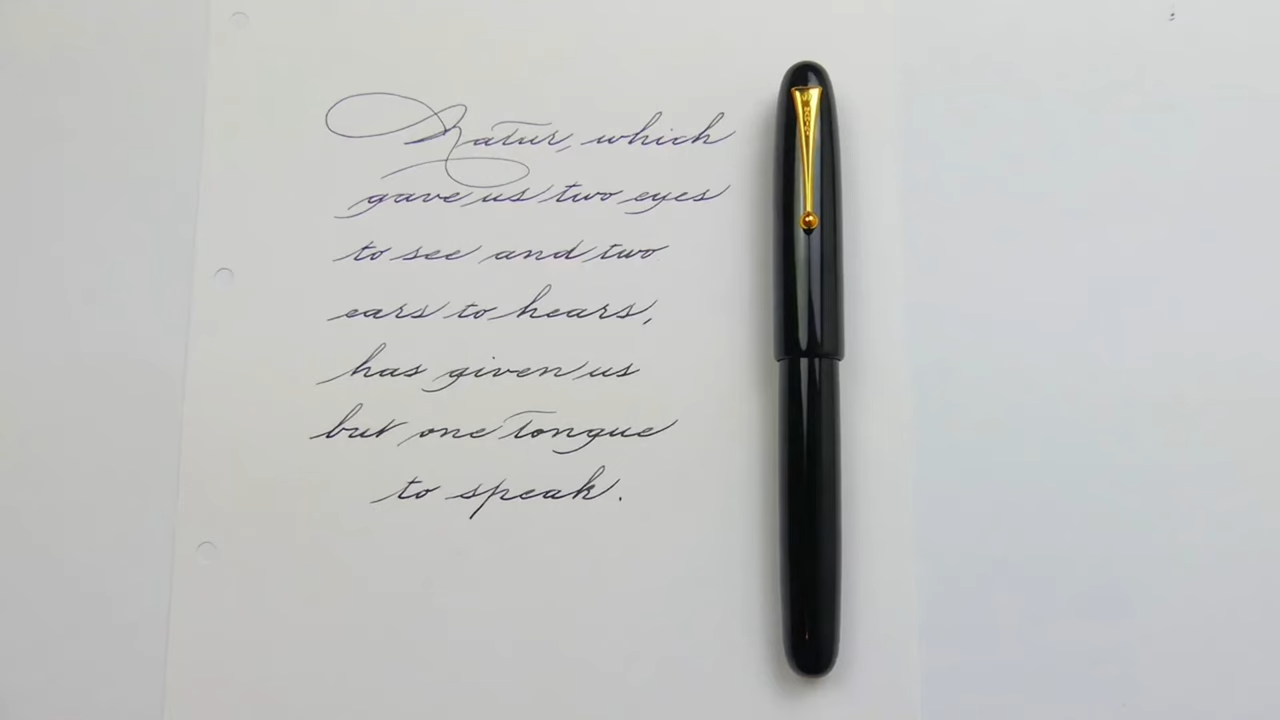 Natur, which
gave us two eyes
to see and two
ears to hears,
has given us
but one tongue
to speak.